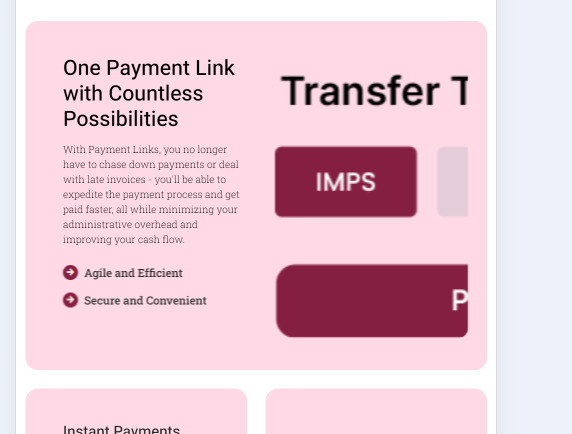 One Payment Link
with Countless
Possibilities
With Payment Links, you no longer
have to chase down payments or deal
with late invoices - you'll be able to
expedite the payment process and get
paid faster, all while minimizing your
administrative overhead and
improving your cash flow.
Agile and Efficient
Secure and Convenient
Transfer T
IMPS
P
Instant Payments